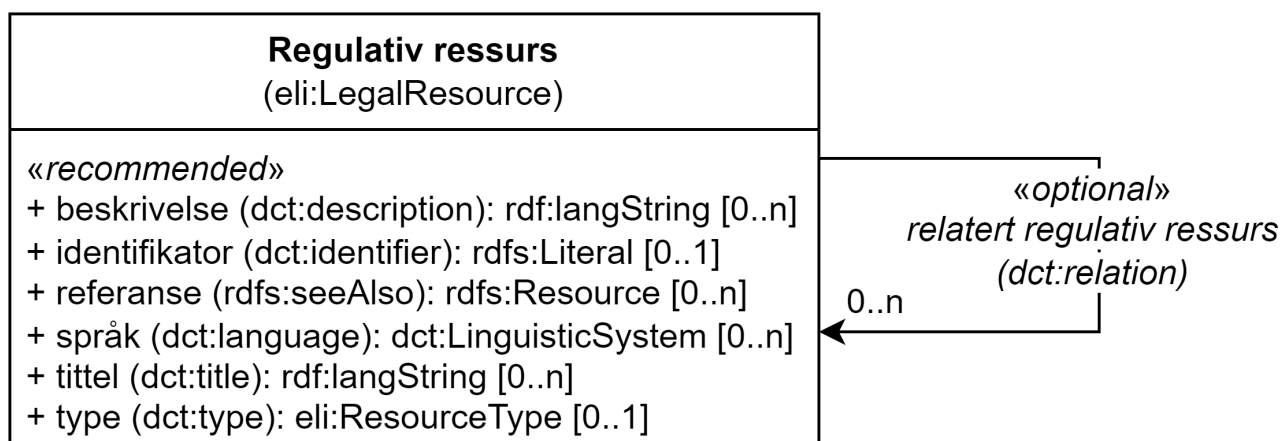 Regulativ ressurs
(eli:LegalResource)
«recommended»
+ beskrivelse (dct:description): rdf:langString [0..n]
+ identifikator (dct:identifier): rdfs:Literal [0..1]
+ referanse (rdfs:seeAlso): rdfs:Resource [0..n]
+ språk (dct:language): dct:LinguisticSystem [0..n]
+ tittel (dct:title): rdf:langString [0..n]
+ type (dct:type): eli:ResourceType [0..1]
«optional»
relatert regulativ ressurs
(dct:relation)
0..n